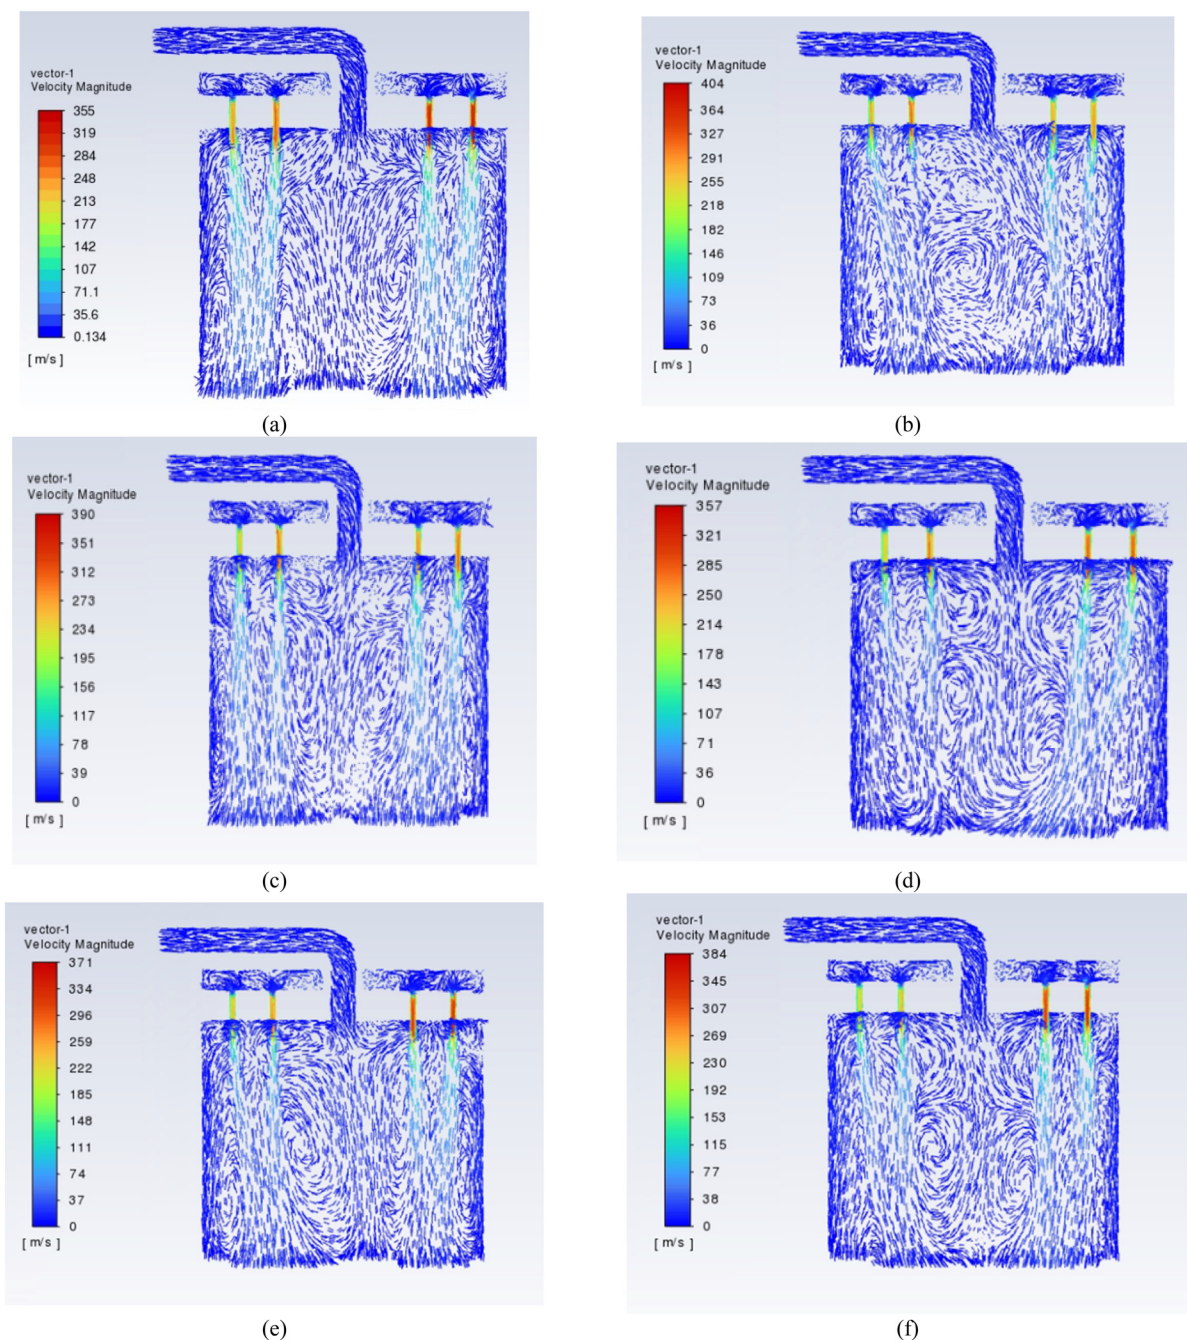 vector-1
Velocity Magnitude
355
319
284
248
213
177
142
107
71.1
35.6
0.134
[ m/s ]
(a)
vector-1
Velocity Magnitude
404
364
327
291
255
218
182
146
109
73
36
0
[ m/s ]
(b)
vector-1
Velocity Magnitude
390
351
312
273
234
195
156
117
78
39
0
[ m/s ]
(c)
vector-1
Velocity Magnitude
357
321
285
250
214
178
143
107
71
36
0
[ m/s ]
(d)
vector-1
Velocity Magnitude
371
334
296
259
222
185
148
111
74
37
0
[ m/s ]
(e)
vector-1
Velocity Magnitude
384
345
307
269
230
192
153
115
77
38
0
[ m/s ]
(f)